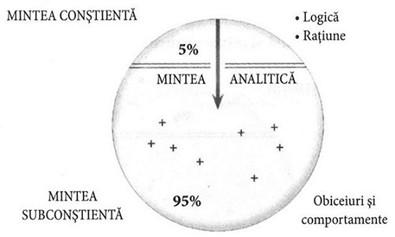 MINTEA CONȘTIENTĂ
• Logică
• Rațiune
5%
MINTEA ANALITICĂ
+ + + + + + + +
95%
MINTEA
SUBCONȘTIENTĂ
Obiceiuri și
comportamente